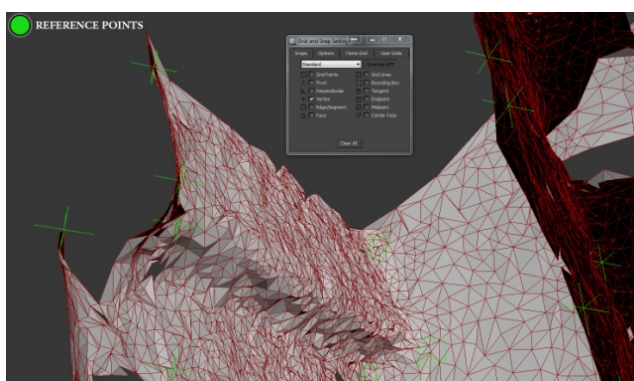 REFERENCE POINTS
Grid and Snap Settings
Snaps Options Home Grid User Grids
Standard Override OFF
Grid Points Grid Lines
Pivot Bounding Box
Perpendicular Tangent
Vertex Endpoint
Edge/Segment Midpoint
Face Center Face
Clear All